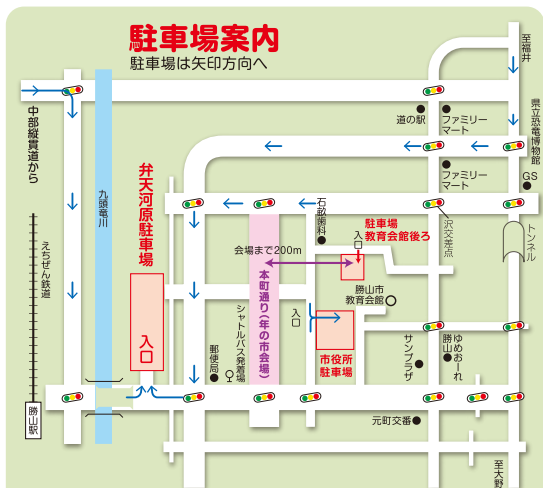 駐車場案内
駐車場は矢印方向へ
至福井
中部縦貫道から
道の駅
ファミリー
マート
県立恐竜博物館
ファミリー
マート
GS
弁天河原駐車場
九頭竜川
石畝歯科
駐車場
教育会館後ろ
入口
沢交差点
トンネル
えちぜん鉄道
会場まで200m
本町通り(年の市会場)
勝山市
教育会館
入口
入口
シャトルバス発着場
郵便局
市役所
駐車場
サンプラザ
ゆめおーれ
勝山
勝山駅
元町交番
至大野